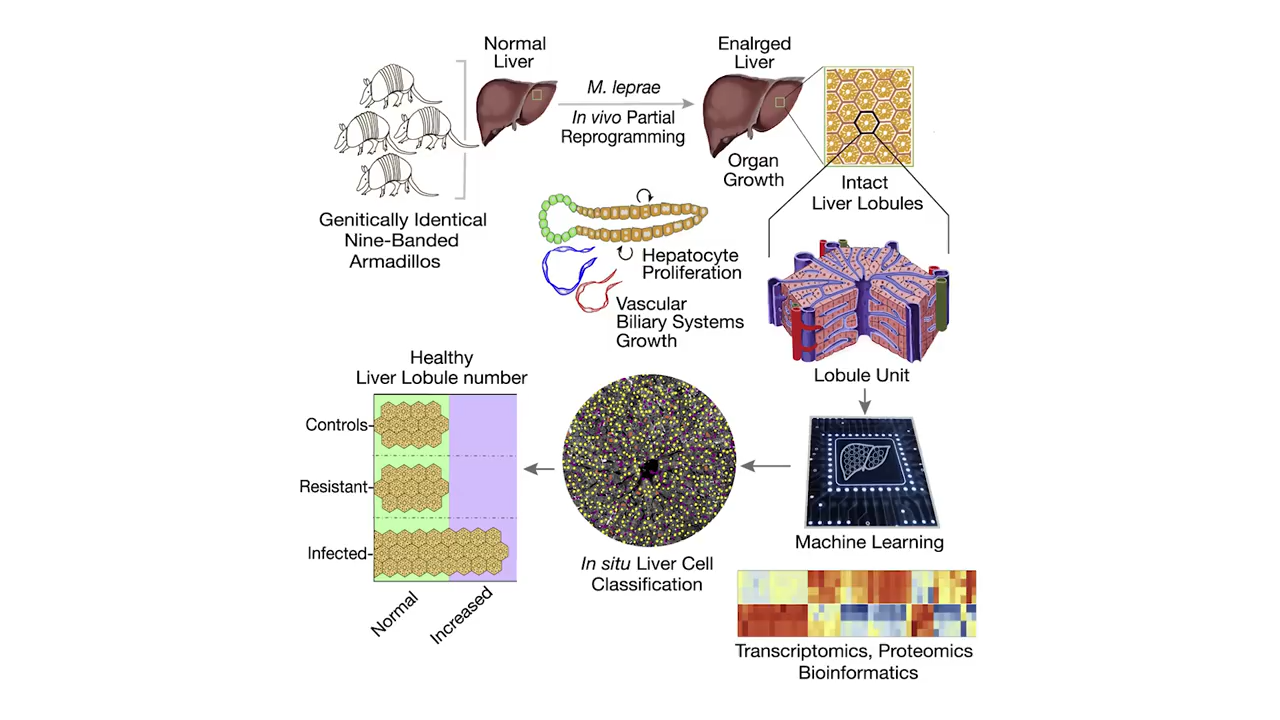 Normal
Liver
M. leprae
In vivo Partial
Reprogramming
Enalrged
Liver
Organ
Growth
Intact
Liver Lobules
Genitically Identical
Nine-Banded
Armadillos
Hepatocyte
Proliferation
Vascular
Biliary Systems
Growth
Lobule Unit
Machine Learning
Transcriptomics, Proteomics
Bioinformatics
In situ Liver Cell
Classification
Healthy
Liver Lobule number
Controls
Resistant
Infected
Normal
Increased